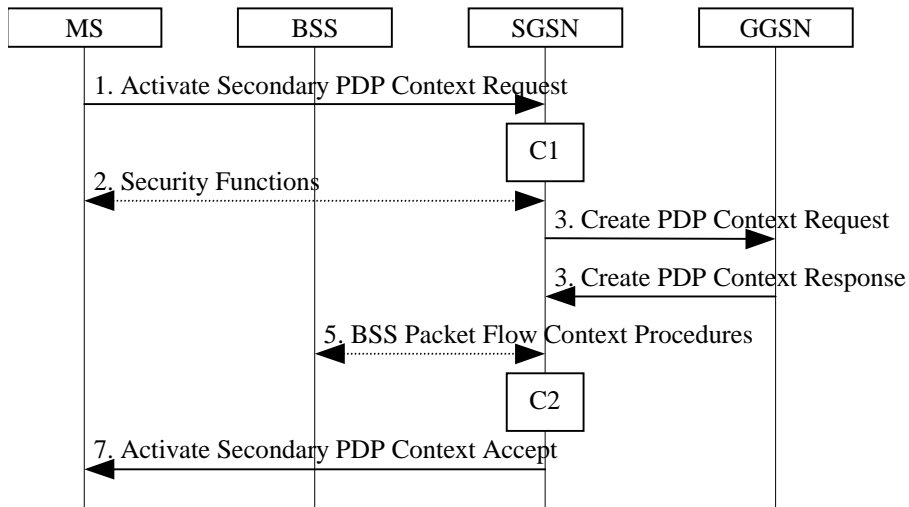 MS
BSS
SGSN
GGSN
1. Activate Secondary PDP Context Request
C1
2. Security Functions
3. Create PDP Context Request
3. Create PDP Context Response
5. BSS Packet Flow Context Procedures
C2
7. Activate Secondary PDP Context Accept